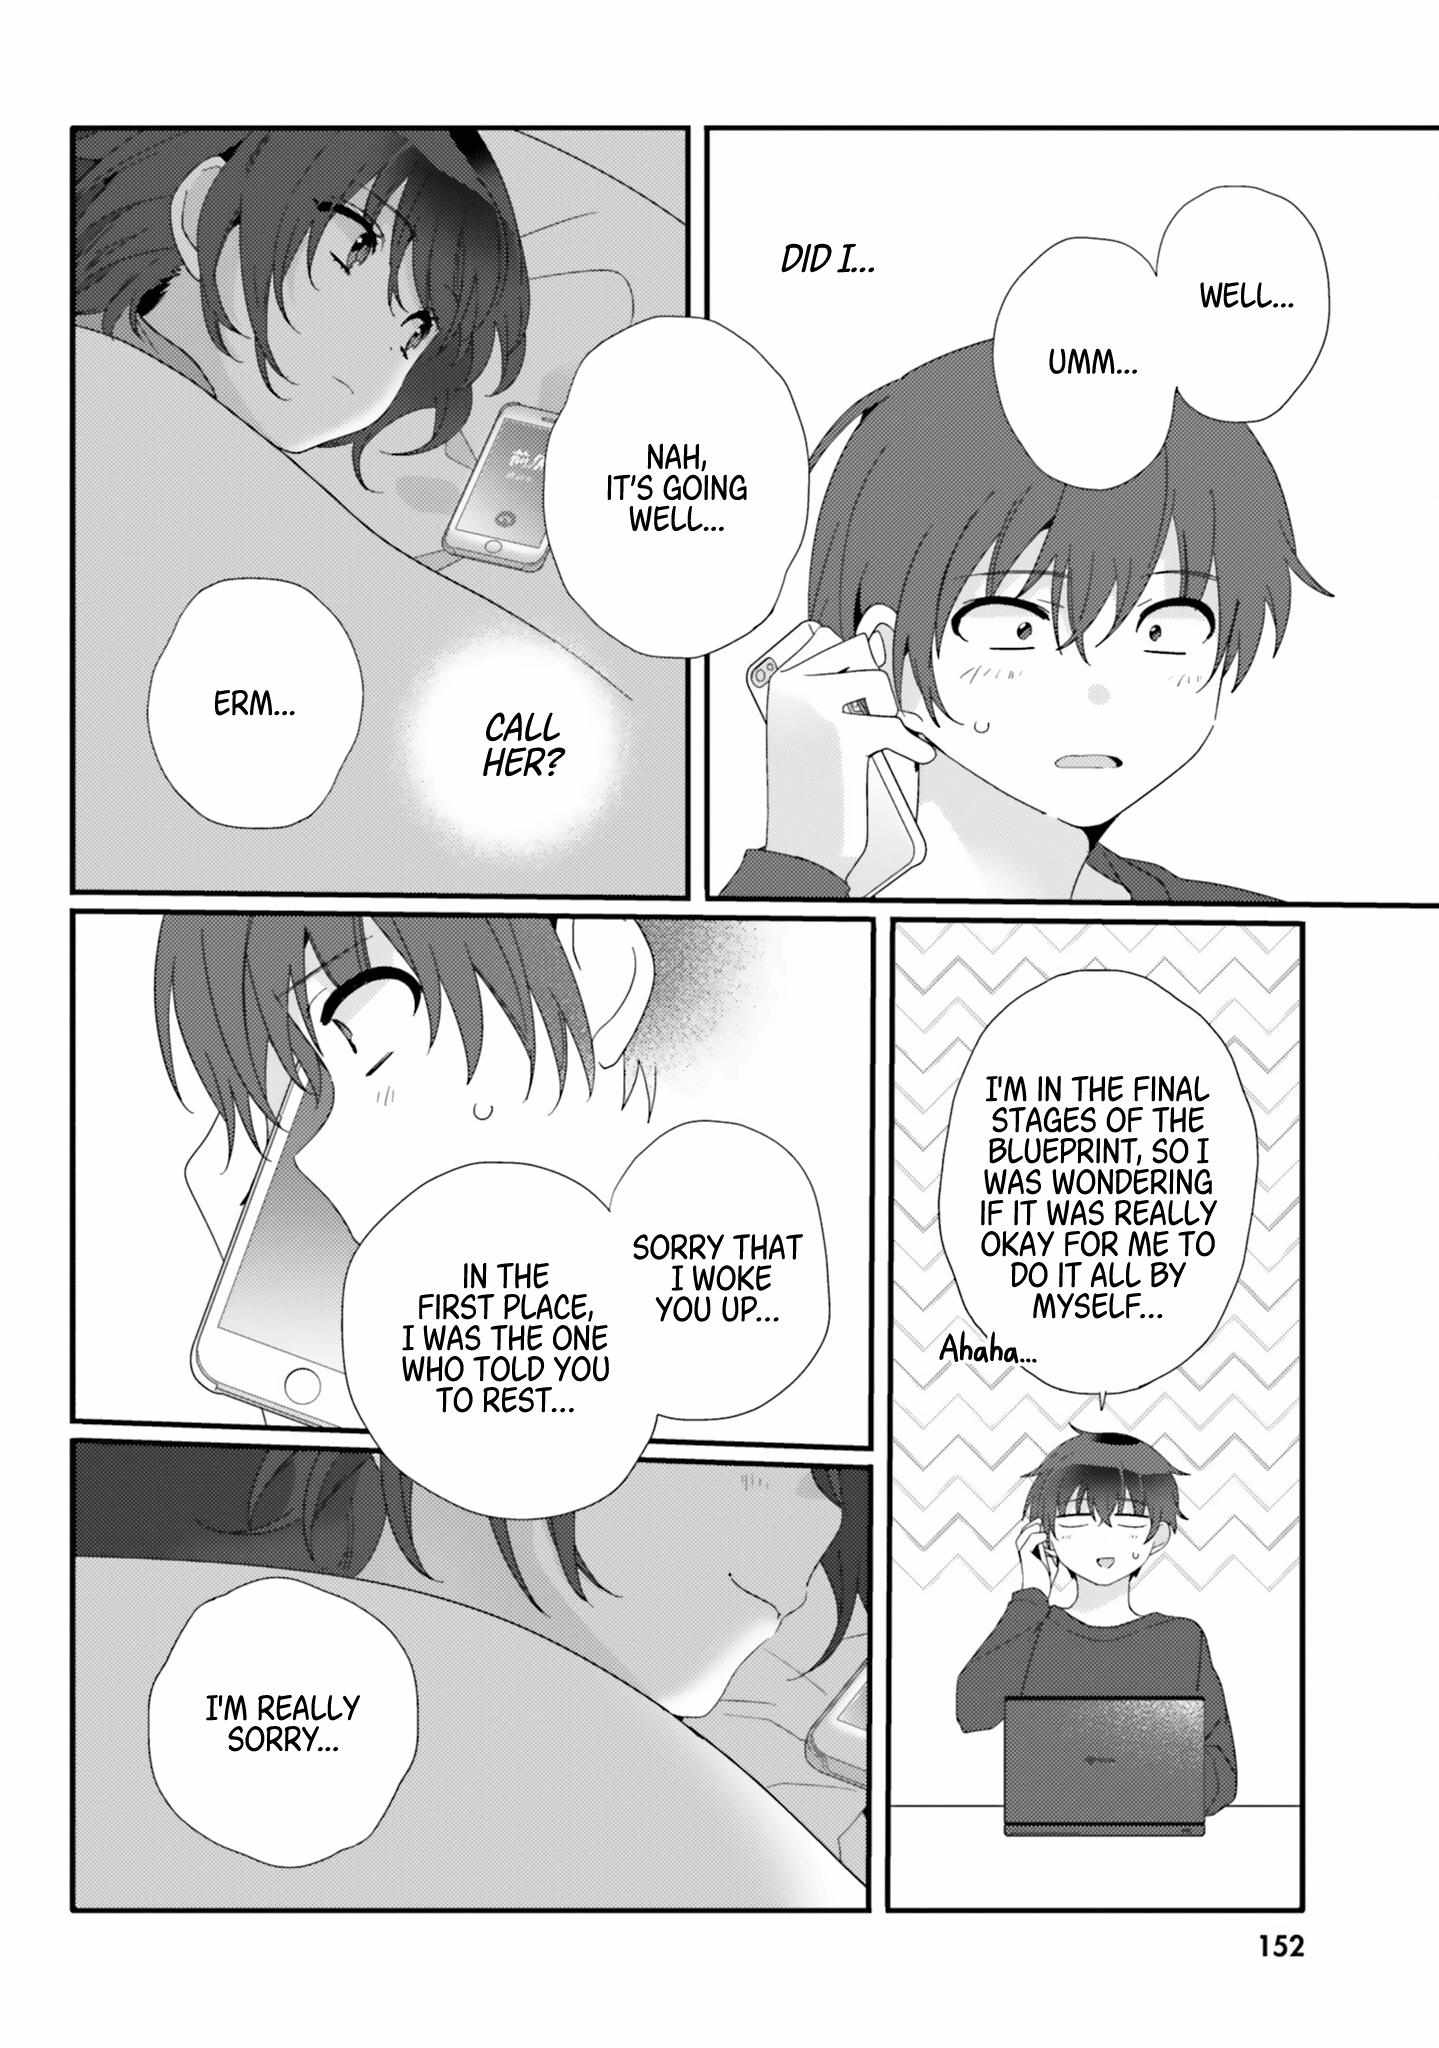 WELL...
UMM...
DID I...
NAH,
IT'S GOING
WELL...
CALL
HER?
ERM...
I'M IN THE FINAL
STAGES OF THE
BLUEPRINT, SO I
WAS WONDERING
IF IT WAS REALLY
OKAY FOR ME TO
DO IT ALL BY
MYSELF...
Ahaha...
SORRY THAT
I WOKE
YOU UP...
IN THE
FIRST PLACE,
I WAS THE ONE
WHO TOLD YOU
TO REST...
I'M REALLY
SORRY...
152